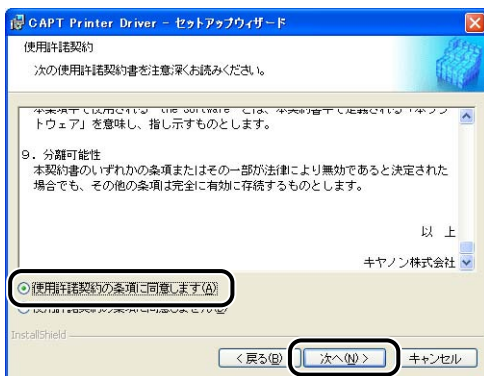 CAPT Printer Driver - セットアップウィザード
使用許諾契約
次の使用許諾契約書を注意深くお読みください。
トウェア」を意味し、指し示すものとします。
9. 分離可能性
本契約書のいずれかの条項またはその一部が法律により無効であると決定された
場合でも、その他の条項は完全に有効に存続するものとします。
以 上
キヤノン株式会社
使用許諾契約の条項に同意します(A)
InstallShield
< 戻る(B)
次へ(N) >
キャンセル